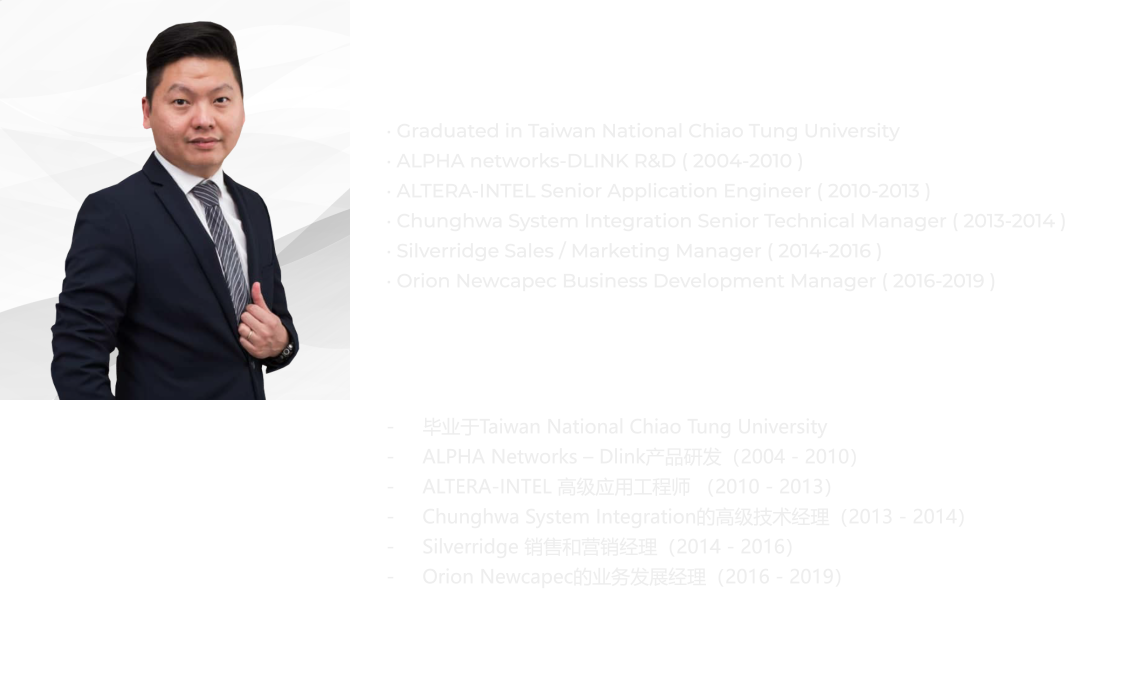 · Graduated in Taiwan National Chiao Tung University
· ALPHA networks-DLINK R&D ( 2004-2010 )
· ALTERA-INTEL Senior Application Engineer ( 2010-2013 )
· Chunghwa System Integration Senior Technical Manager ( 2013-2014 )
· Silverridge Sales / Marketing Manager ( 2014-2016 )
· Orion Newcapec Business Development Manager ( 2016-2019 )
- 毕业于Taiwan National Chiao Tung University
- ALPHA Networks – Dlink产品研发（2004 - 2010）
- ALTERA-INTEL 高级应用工程师 （2010 - 2013）
- Chunghwa System Integration的高级技术经理（2013 - 2014）
- Silverridge 销售和营销经理（2014 - 2016）
- Orion Newcapec的业务发展经理（2016 - 2019）